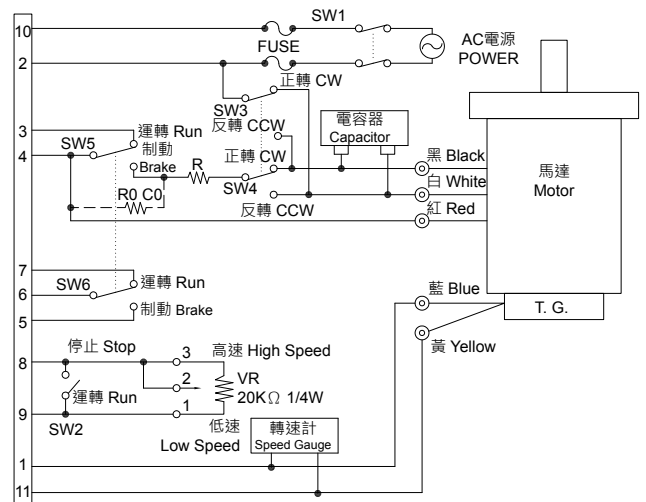 10
SW1
FUSE
AC電源
POWER
2
正轉 CW
SW3
反轉 CCW
電容器
Capacitor
3
SW5
運轉 Run
制動
Brake
4
R
正轉 CW
SW4
黑 Black
馬達
Motor
R0 C0
白 White
反轉 CCW
紅 Red
7
SW6
運轉 Run
6
制動 Brake
5
藍 Blue
T. G.
黃 Yellow
停止 Stop
8
3
高速 High Speed
2
VR
20KΩ 1/4W
運轉 Run
9
1
SW2
低速
Low Speed
轉速計
Speed Gauge
1
11